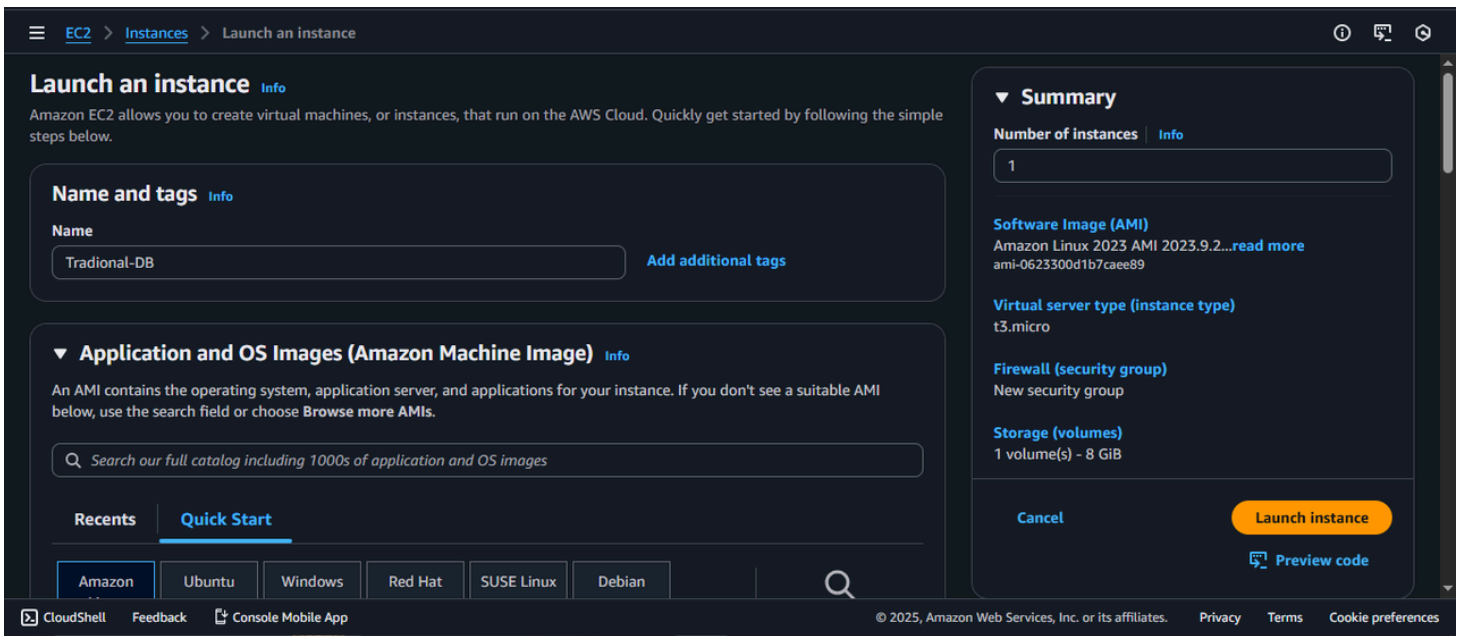 EC2 > Instances > Launch an instance
Launch an instance Info
Amazon EC2 allows you to create virtual machines, or instances, that run on the AWS Cloud. Quickly get started by following the simple
steps below.
Name and tags Info
Name
Tradional-DB
Add additional tags
Application and OS Images (Amazon Machine Image) Info
An AMI contains the operating system, application server, and applications for your instance. If you don't see a suitable AMI
below, use the search field or choose Browse more AMIs.
Search our full catalog including 1000s of application and OS images
Recents
Quick Start
Amazon
Ubuntu
Windows
Red Hat
SUSE Linux
Debian
Summary
Number of instances Info
1
Software Image (AMI)
Amazon Linux 2023 AMI 2023.9.2...read more
ami-0623300d1b7caee89
Virtual server type (instance type)
t3.micro
Firewall (security group)
New security group
Storage (volumes)
1 volume(s) - 8 GiB
Cancel
Launch instance
Preview code
CloudShell
Feedback
Console Mobile App
© 2025, Amazon Web Services, Inc. or its affiliates.
Privacy
Terms
Cookie preferences